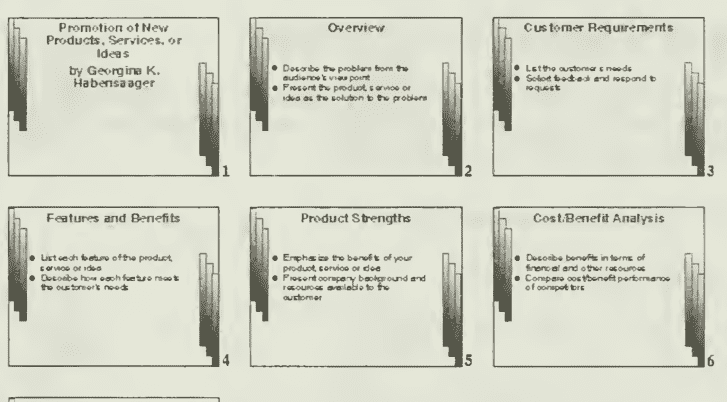 Promotion of New
Products, Services, or
Ideas
by Georgina K.
Habensaager
1
Overview
Describe the problem from the
audience's viewpoint
Present the product, service or
idea as the solution to the problem
2
Customer Requirements
List the customer's needs
Solicit feedback and respond to
requests
3
Features and Benefits
List each feature of the product,
service or idea
Describe how each feature meets
the customer's needs
4
Product Strengths
Emphasize the benefits of your
product, service or idea
Present company background and
resources available to the
customer
5
Cost/Benefit Analysis
Describe benefits in terms of
financial and other resources
Compare cost/benefit performance
of competitors
6